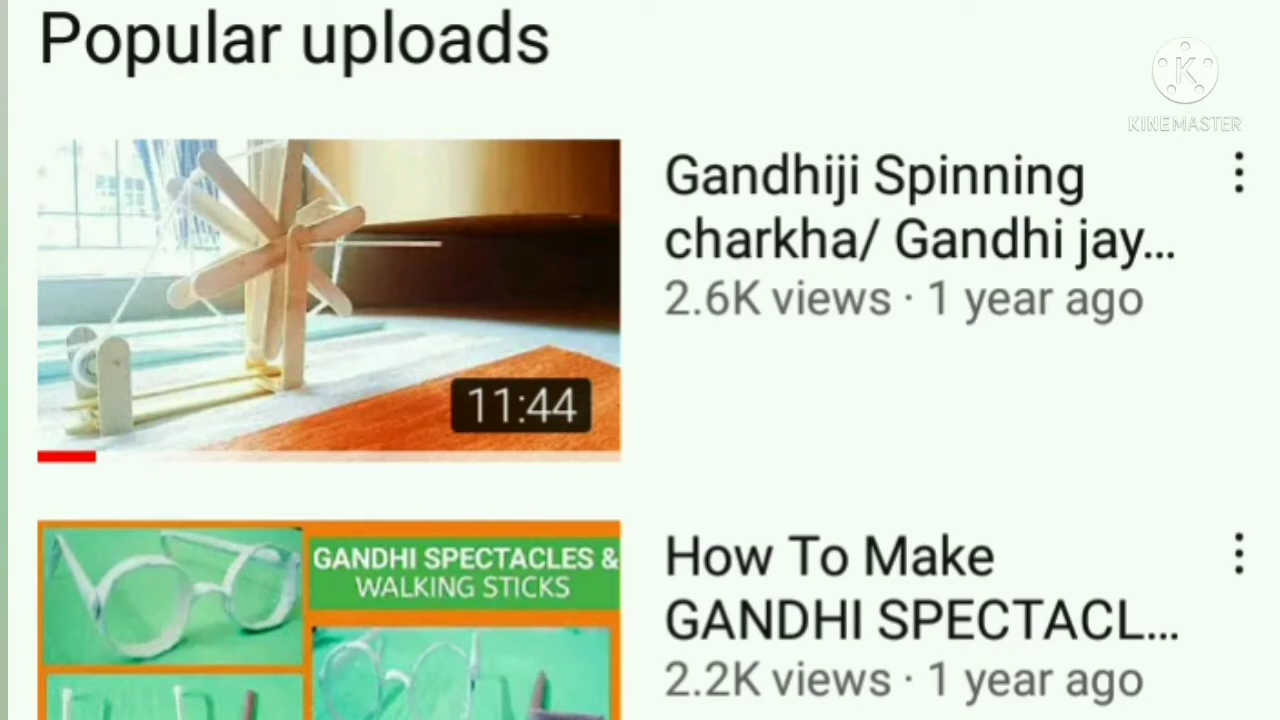 Popular uploads
K
KINEMASTER
Gandhiji Spinning
charkha/ Gandhi jay...
2.6K views · 1 year ago
11:44
GANDHI SPECTACLES &
WALKING STICKS
How To Make
GANDHI SPECTACL...
2.2K views · 1 year ago